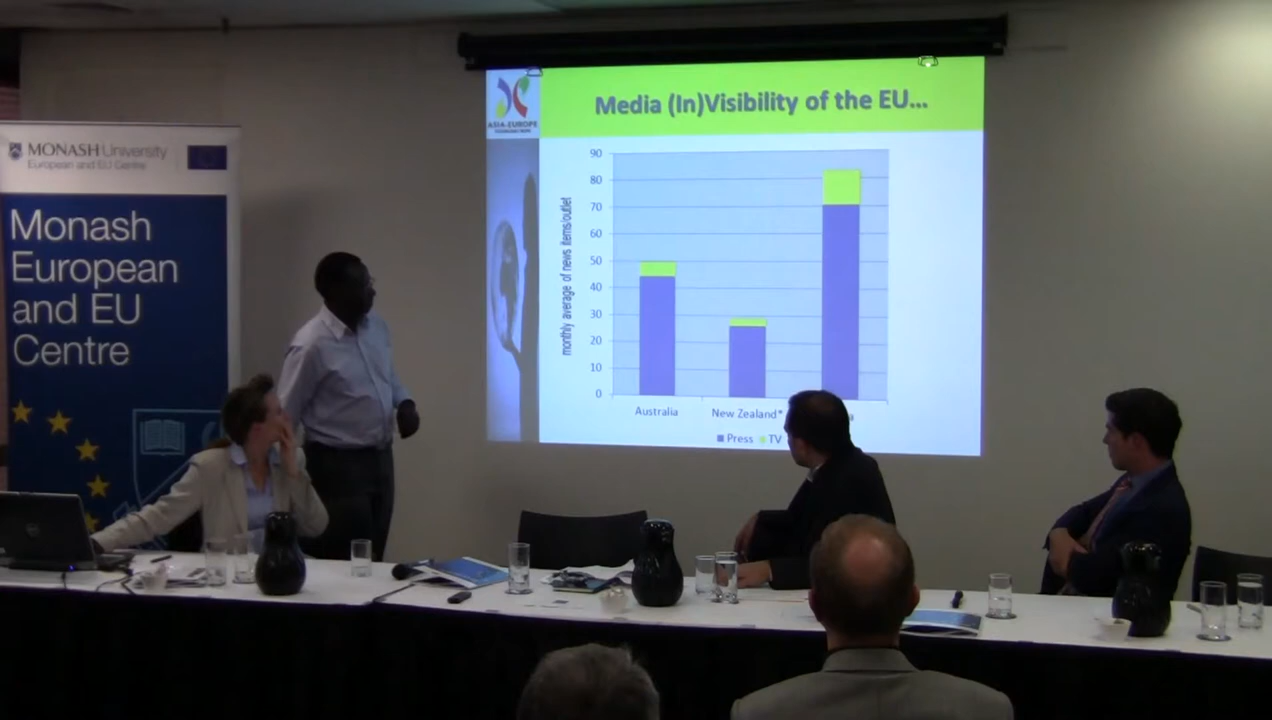 MONASH University
European and EU Centre
Monash
European
and EU
Centre
ASIA-EUROPE
Media (In)Visibility of the EU...
monthly average of news items/outlet
90
80
70
60
50
40
30
20
10
0
Australia
New Zealand*
Press
TV